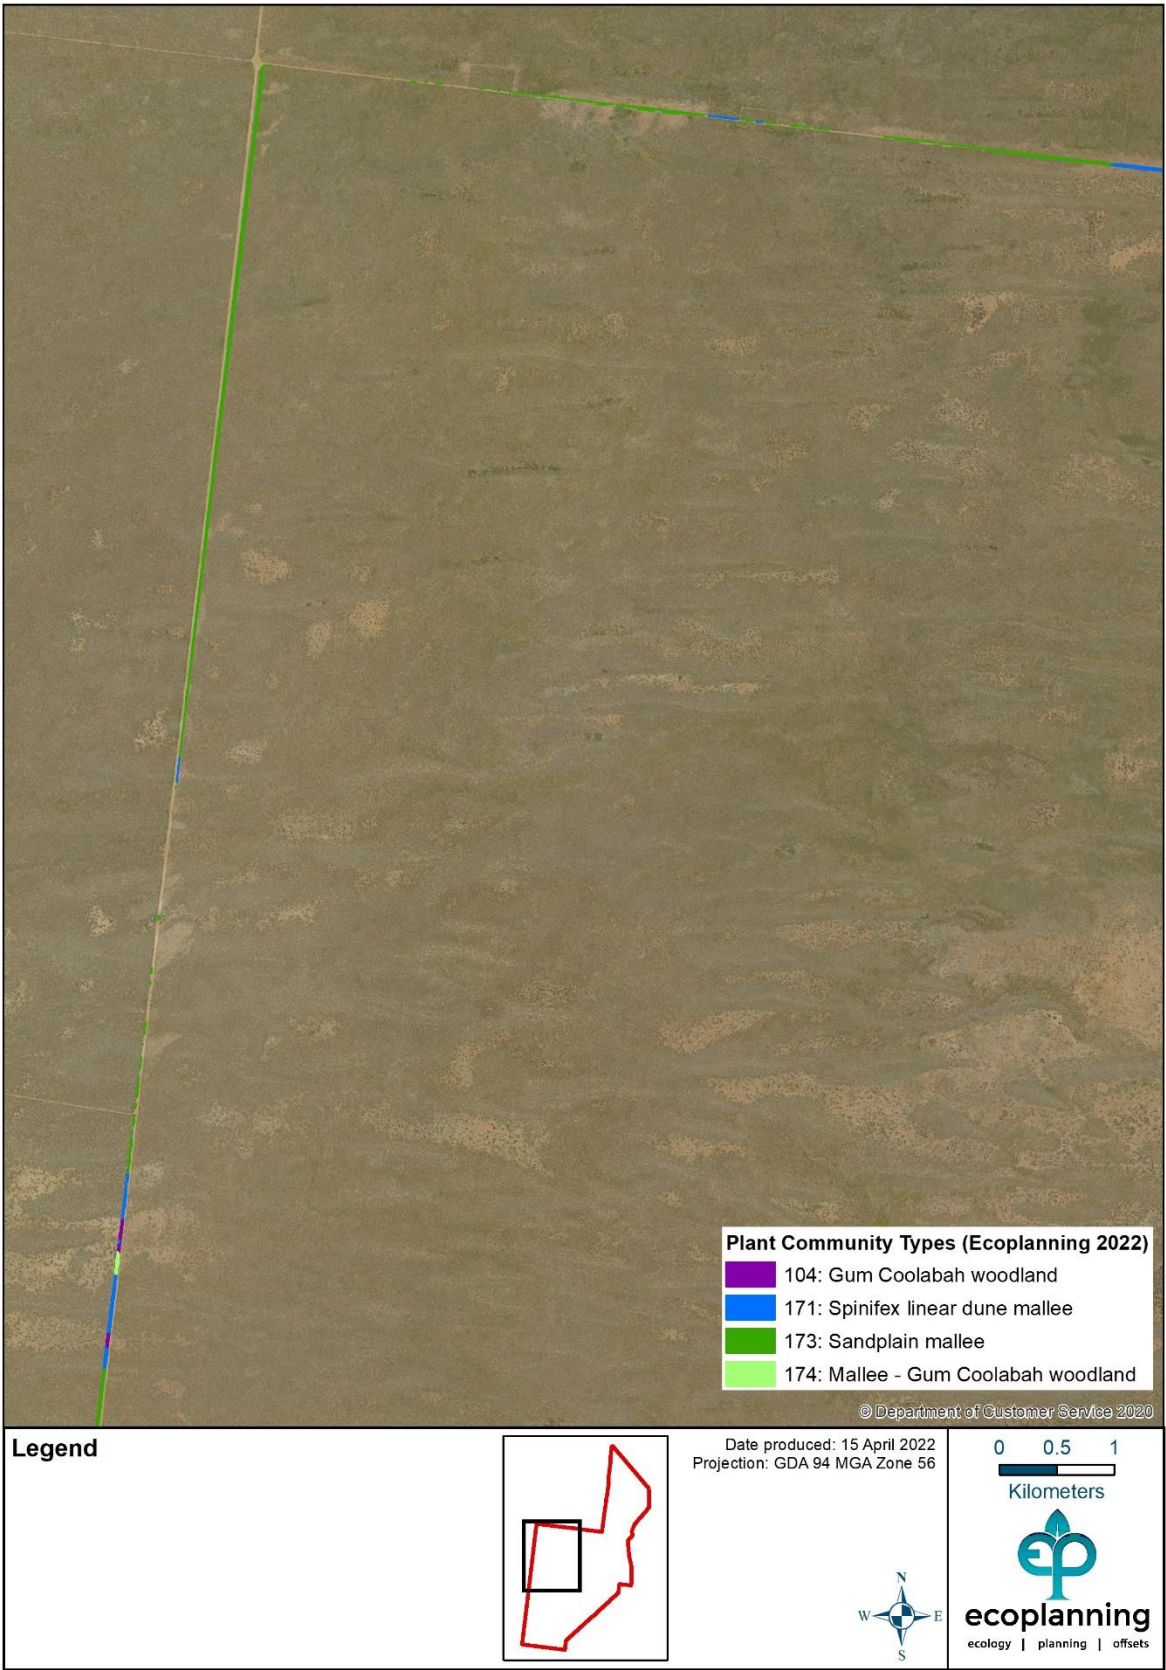 Plant Community Types (Ecoplanning 2022)
104: Gum Coolabah woodland
171: Spinifex linear dune mallee
173: Sandplain mallee
174: Mallee - Gum Coolabah woodland
© Department of Customer Service 2020
Legend
Date produced: 15 April 2022
Projection: GDA 94 MGA Zone 56
0 0.5 1
Kilometers
N
W E
S
ep
ecoplanning
ecology | planning | offsets